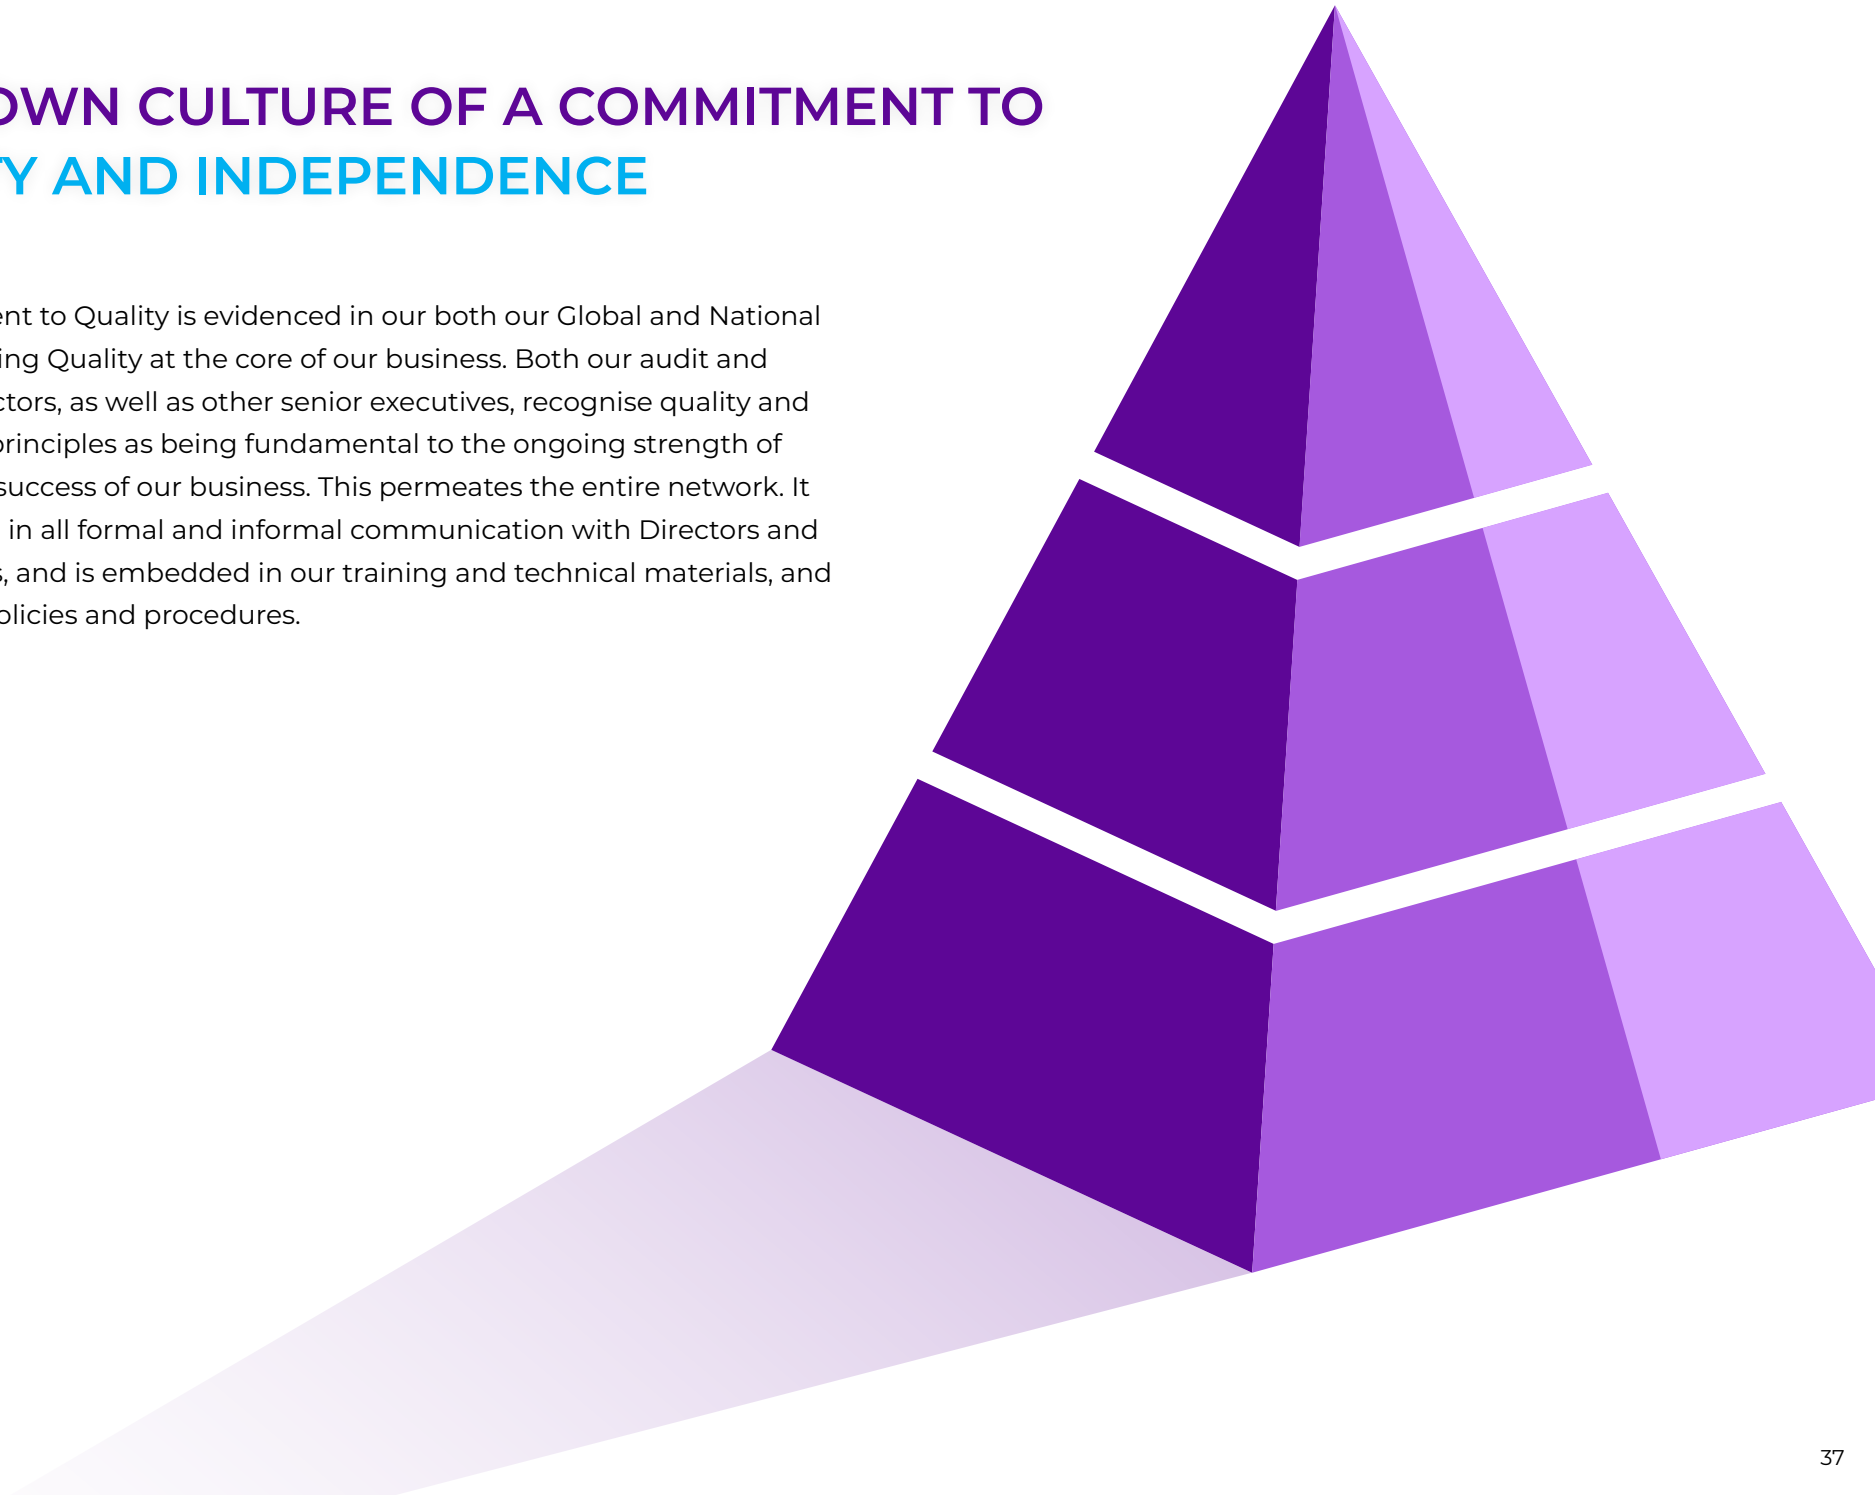 OWN CULTURE OF A COMMITMENT TO
TY AND INDEPENDENCE
ent to Quality is evidenced in our both our Global and National
ing Quality at the core of our business. Both our audit and
ctors, as well as other senior executives, recognise quality and
principles as being fundamental to the ongoing strength of
success of our business. This permeates the entire network. It
in all formal and informal communication with Directors and
s, and is embedded in our training and technical materials, and
olicies and procedures.
37